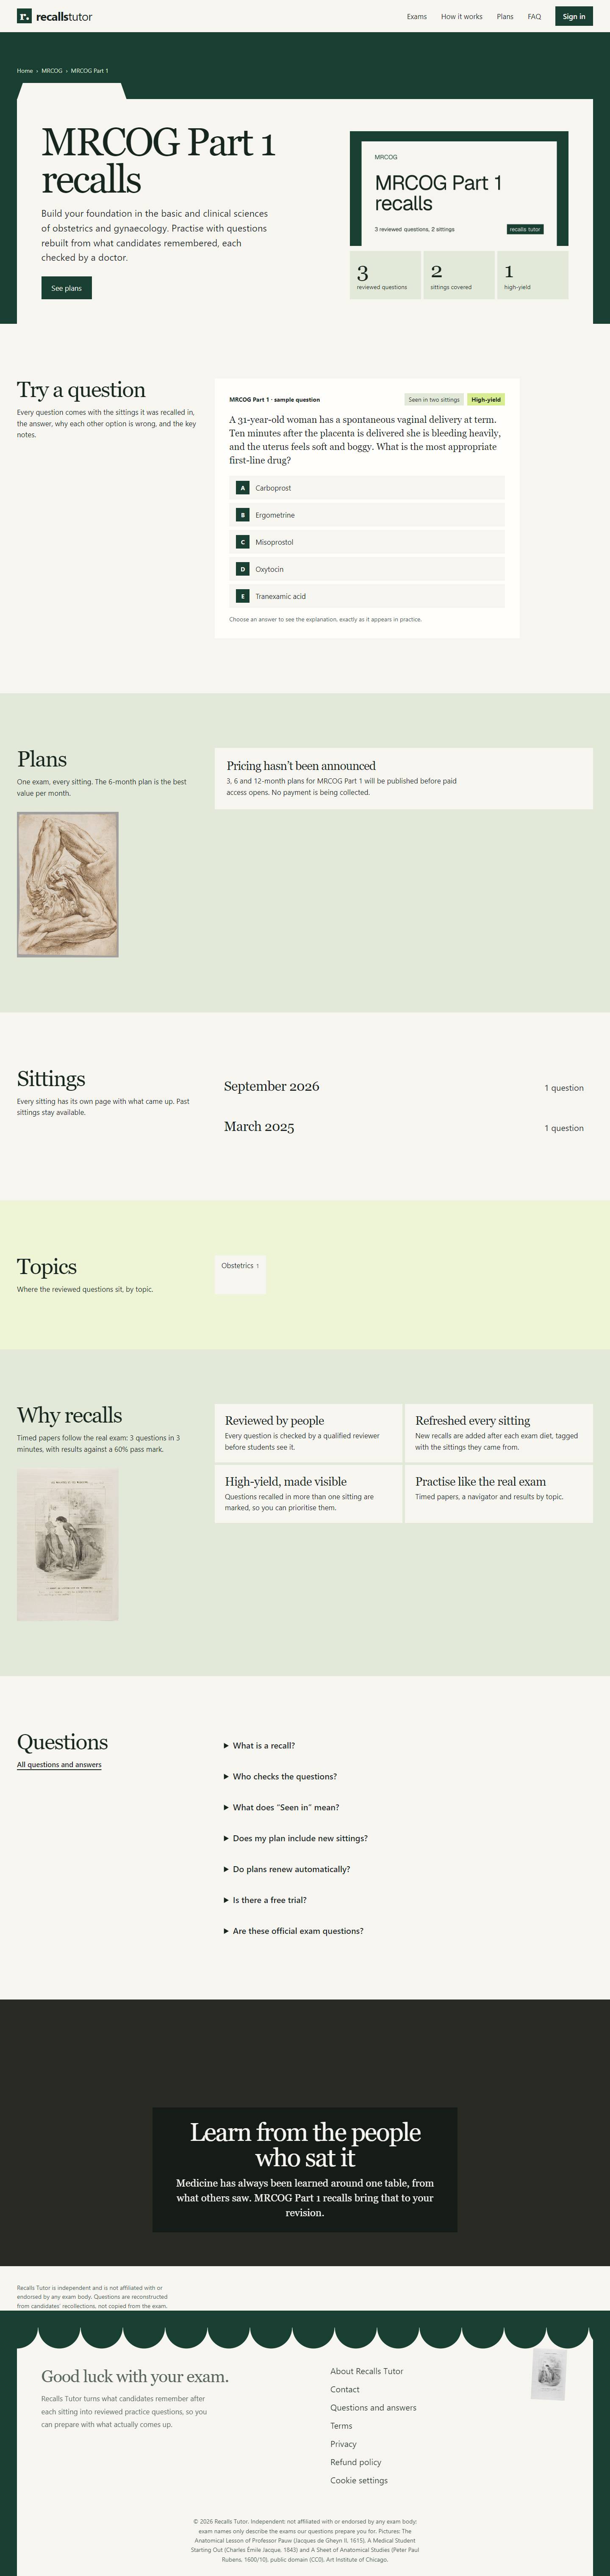 r. recallstutor
Exams
How it works
Plans
FAQ
Sign in
Home › MRCOG › MRCOG Part 1
MRCOG Part 1
recalls
Build your foundation in the basic and clinical sciences
of obstetrics and gynaecology. Practise with questions
rebuilt from what candidates remembered, each
checked by a doctor.
See plans
MRCOG
MRCOG Part 1
recalls
3 reviewed questions, 2 sittings
recalls tutor
3
reviewed questions
2
sittings covered
1
high-yield
Try a question
Every question comes with the sittings it was recalled in,
the answer, why each other option is wrong, and the key
notes.
MRCOG Part 1 · sample question
Seen in two sittings
High-yield
A 31-year-old woman has a spontaneous vaginal delivery at term.
Ten minutes after the placenta is delivered she is bleeding heavily,
and the uterus feels soft and boggy. What is the most appropriate
first-line drug?
A Carboprost
B Ergometrine
C Misoprostol
D Oxytocin
E Tranexamic acid
Choose an answer to see the explanation, exactly as it appears in practice.
Plans
One exam, every sitting. The 6-month plan is the best
value per month.
Pricing hasn’t been announced
3, 6 and 12-month plans for MRCOG Part 1 will be published before paid
access opens. No payment is being collected.
Sittings
Every sitting has its own page with what came up. Past
sittings stay available.
September 2026
1 question
March 2025
1 question
Topics
Where the reviewed questions sit, by topic.
Obstetrics 1
Why recalls
Timed papers follow the real exam: 3 questions in 3
minutes, with results against a 60% pass mark.
Reviewed by people
Every question is checked by a qualified reviewer
before students see it.
Refreshed every sitting
New recalls are added after each exam diet, tagged
with the sittings they came from.
High-yield, made visible
Questions recalled in more than one sitting are
marked, so you can prioritise them.
Practise like the real exam
Timed papers, a navigator and results by topic.
Questions
All questions and answers
What is a recall?
Who checks the questions?
What does “Seen in” mean?
Does my plan include new sittings?
Do plans renew automatically?
Is there a free trial?
Are these official exam questions?
Learn from the people
who sat it
Medicine has always been learned around one table, from
what others saw. MRCOG Part 1 recalls bring that to your
revision.
Recalls Tutor is independent and is not affiliated with or
endorsed by any exam body. Questions are reconstructed
from candidates’ recollections, not copied from the exam.
Good luck with your exam.
Recalls Tutor turns what candidates remember after
each sitting into reviewed practice questions, so you
can prepare with what actually comes up.
About Recalls Tutor
Contact
Questions and answers
Terms
Privacy
Refund policy
Cookie settings
© 2026 Recalls Tutor. Independent: not affiliated with or endorsed by any exam body;
exam names only describe the exams our questions prepare you for. Pictures: The
Anatomical Lesson of Professor Pauw (Jacques de Gheyn II, 1615), A Medical Student
Starting Out (Charles Émile Jacque, 1843) and A Sheet of Anatomical Studies (Peter Paul
Rubens, 1600/10), public domain (CC0), Art Institute of Chicago.